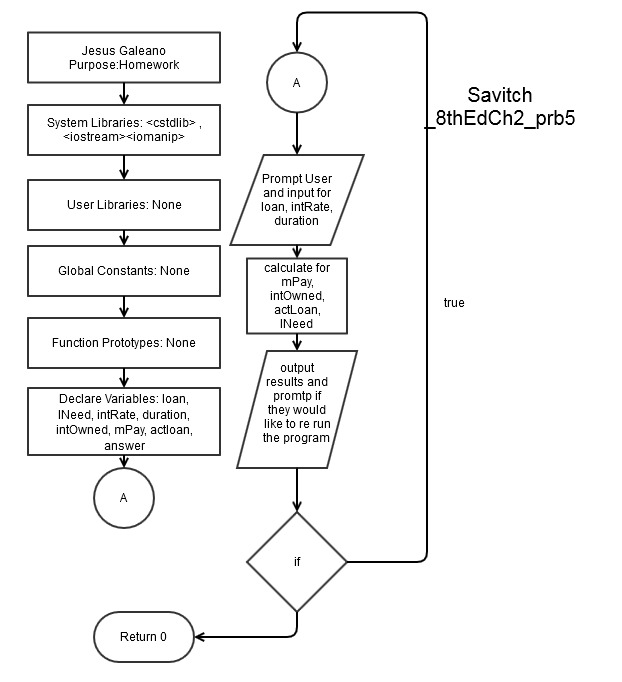 Jesus Galeano
Purpose:Homework
System Libraries: <cstdlib> ,
<iostream><iomanip>
User Libraries: None
Global Constants: None
Function Prototypes: None
Declare Variables: loan,
INeed, intRate, duration,
intOwned, mPay, actloan,
answer
A
A
Prompt User
and input for
loan, intRate,
duration
calculate for
mPay,
intOwned,
actLoan,
INeed
output
results and
promtp if
they would
like to re run
the program
if
Return 0
true
Savitch
_8thEdCh2_prb5